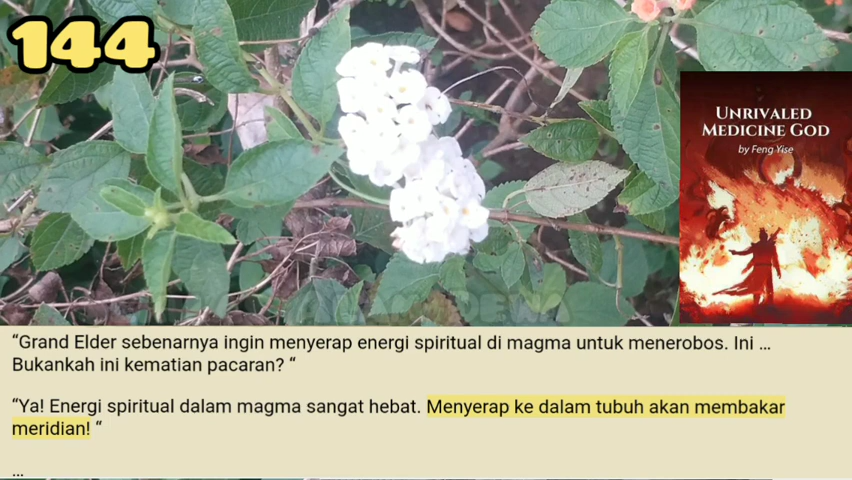 144
UNRIVALED
MEDICINE GOD
by Feng Yise
“Grand Elder sebenarnya ingin menyerap energi spiritual di magma untuk menerobos. Ini ...
Bukankah ini kematian pacaran? “
“Ya! Energi spiritual dalam magma sangat hebat. Menyerap ke dalam tubuh akan membakar
meridian! “
...